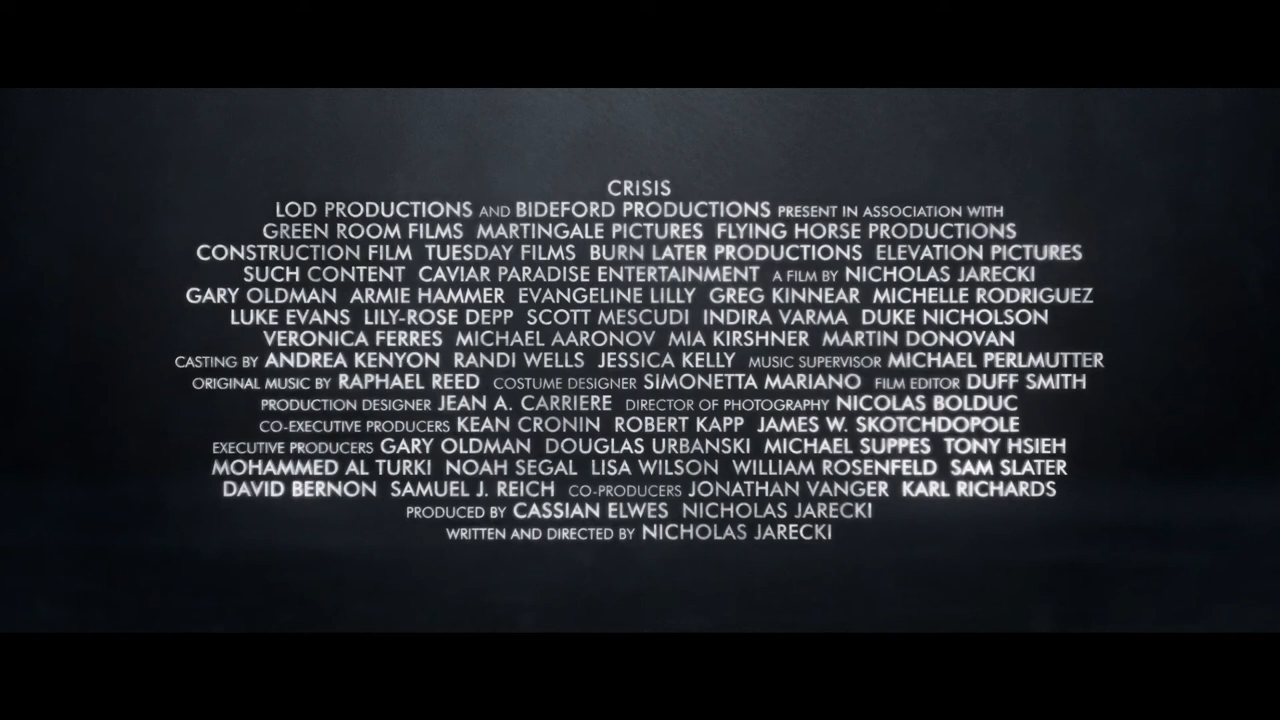 CRISIS
LOD PRODUCTIONS AND BIDEFORD PRODUCTIONS PRESENT IN ASSOCIATION WITH
GREEN ROOM FILMS MARTINGALE PICTURES FLYING HORSE PRODUCTIONS
CONSTRUCTION FILM TUESDAY FILMS BURN LATER PRODUCTIONS ELEVATION PICTURES
SUCH CONTENT CAVIAR PARADISE ENTERTAINMENT A FILM BY NICHOLAS JARECKI
GARY OLDMAN ARMIE HAMMER EVANGELINE LILLY GREG KINNEAR MICHELLE RODRIGUEZ
LUKE EVANS LILY-ROSE DEPP SCOTT MESCUDI INDIRA VARMA DUKE NICHOLSON
VERONICA FERRES MICHAEL AARONOV MIA KIRSHNER MARTIN DONOVAN
CASTING BY ANDREA KENYON RANDI WELLS JESSICA KELLY MUSIC SUPERVISOR MICHAEL PERLMUTTER
ORIGINAL MUSIC BY RAPHAEL REED COSTUME DESIGNER SIMONETTA MARIANO FILM EDITOR DUFF SMITH
PRODUCTION DESIGNER JEAN A. CARRIERE DIRECTOR OF PHOTOGRAPHY NICOLAS BOLDUC
CO-EXECUTIVE PRODUCERS KEAN CRONIN ROBERT KAPP JAMES W. SKOTCHDOPOLE
EXECUTIVE PRODUCERS GARY OLDMAN DOUGLAS URBANSKI MICHAEL SUPPES TONY HSIEH
MOHAMMED AL TURKI NOAH SEGAL LISA WILSON WILLIAM ROSENFELD SAM SLATER
DAVID BERNON SAMUEL J. REICH CO-PRODUCERS JONATHAN VANGER KARL RICHARDS
PRODUCED BY CASSIAN ELWES NICHOLAS JARECKI
WRITTEN AND DIRECTED BY NICHOLAS JARECKI